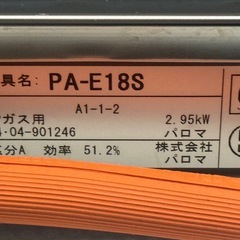 具名: PA-E18S
A1-1-2
ガス用 2.95kW
04-901246 パロマ
分A 効率 51.2% 株式会社
パロマ